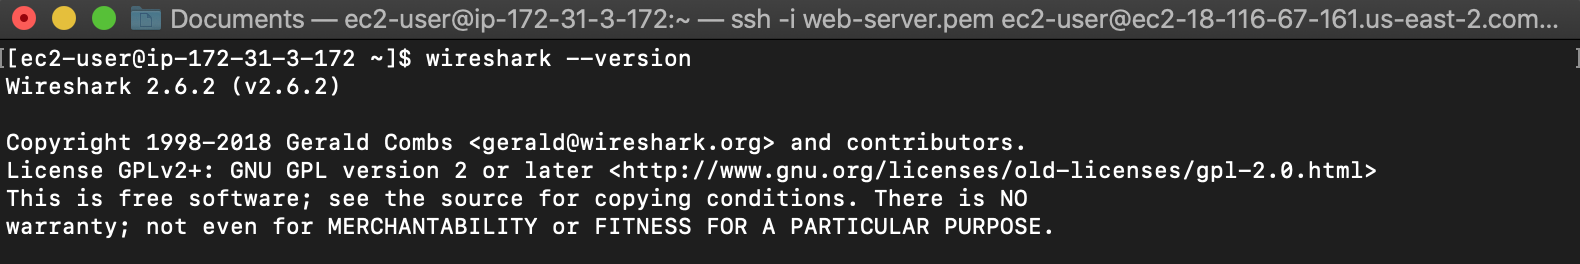 Documents — ec2-user@ip-172-31-3-172:~ — ssh -i web-server.pem ec2-user@ec2-18-116-67-161.us-east-2.com...
[[ec2-user@ip-172-31-3-172 ~]$ wireshark --version
Wireshark 2.6.2 (v2.6.2)
Copyright 1998-2018 Gerald Combs <gerald@wireshark.org> and contributors.
License GPLv2+: GNU GPL version 2 or later <http://www.gnu.org/licenses/old-licenses/gpl-2.0.html>
This is free software; see the source for copying conditions. There is NO
warranty; not even for MERCHANTABILITY or FITNESS FOR A PARTICULAR PURPOSE.